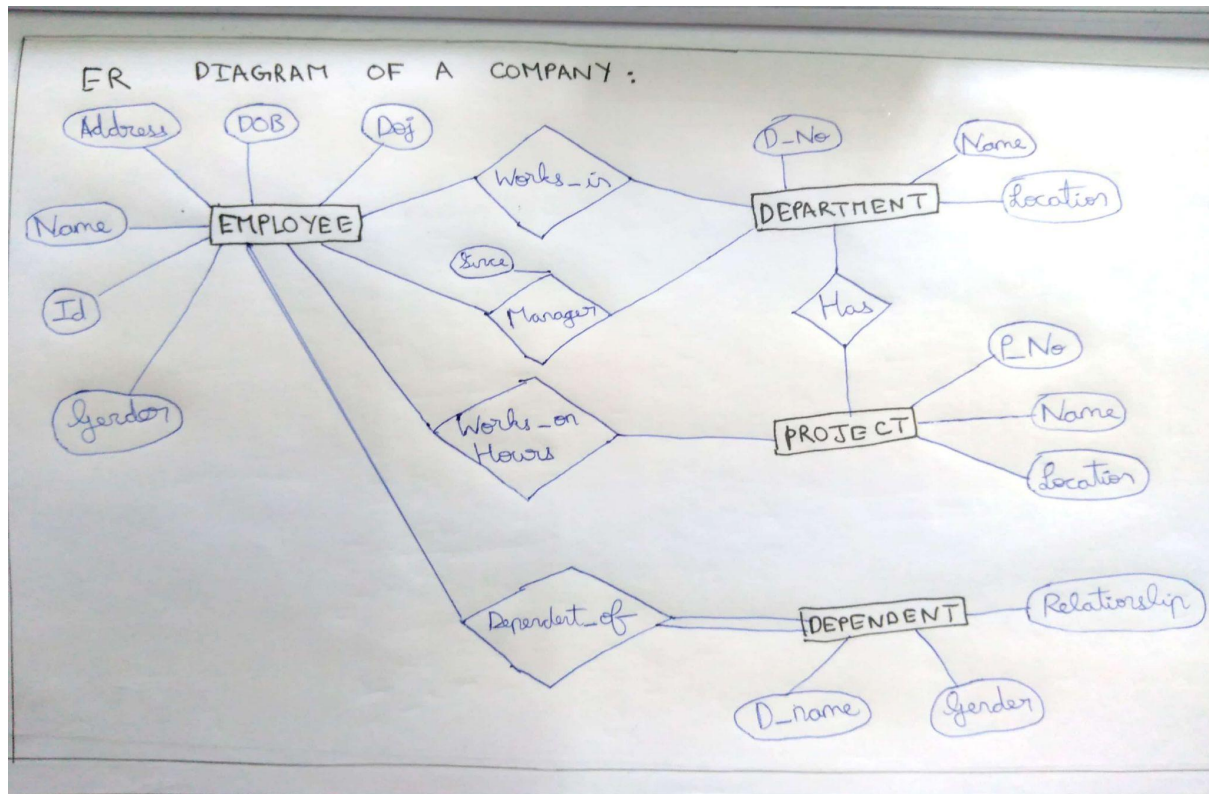 ER DIAGRAM OF A COMPANY:
Address
DOB
Doj
Works_in
D_No
Name
Name
EMPLOYEE
DEPARTMENT
Location
Since
Id
Manager
Has
P_No
Gender
Works_on
Hours
PROJECT
Name
Location
Dependent_of
DEPENDENT
Relationship
D_name
Gender